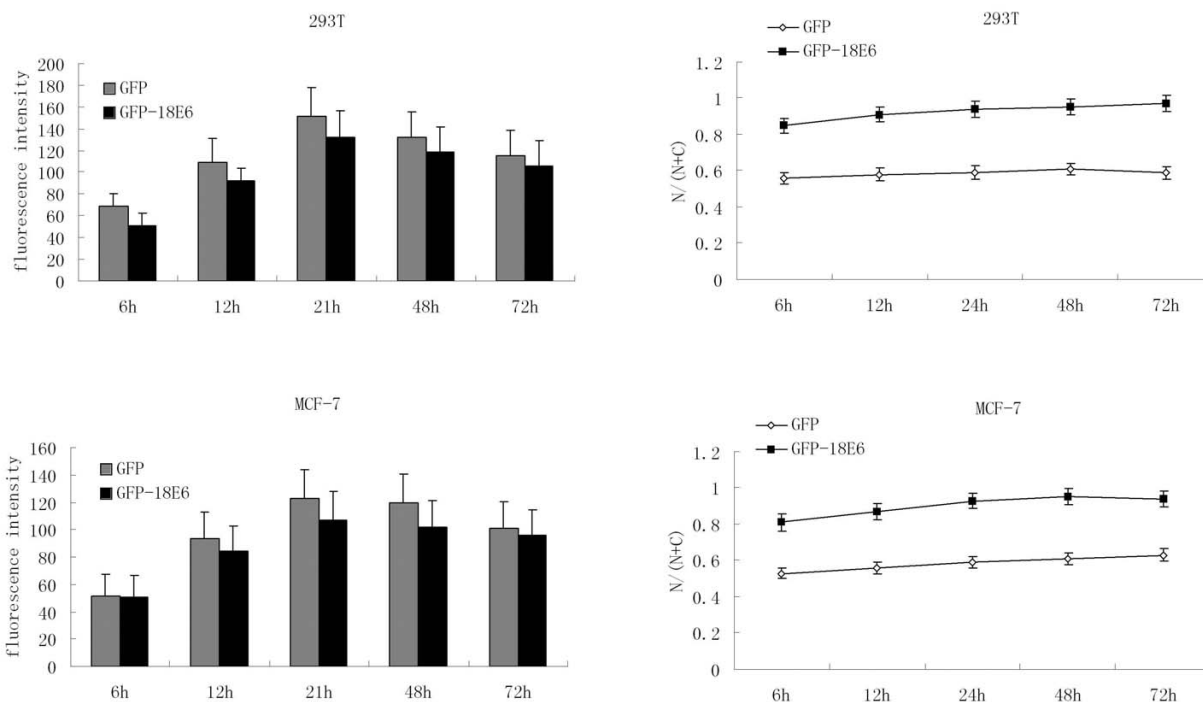 293T
fluorescence intensity
200
180
160
140
120
100
80
60
40
20
0
GFP
GFP-18E6
6h 12h 21h 48h 72h
293T
GFP
GFP-18E6
N/(N+C)
1.2
1
0.8
0.6
0.4
0.2
0
6h 12h 24h 48h 72h
MCF-7
fluorescence intensity
160
140
120
100
80
60
40
20
0
GFP
GFP-18E6
6h 12h 21h 48h 72h
MCF-7
GFP
GFP-18E6
N/(N+C)
1.2
1
0.8
0.6
0.4
0.2
0
6h 12h 24h 48h 72h